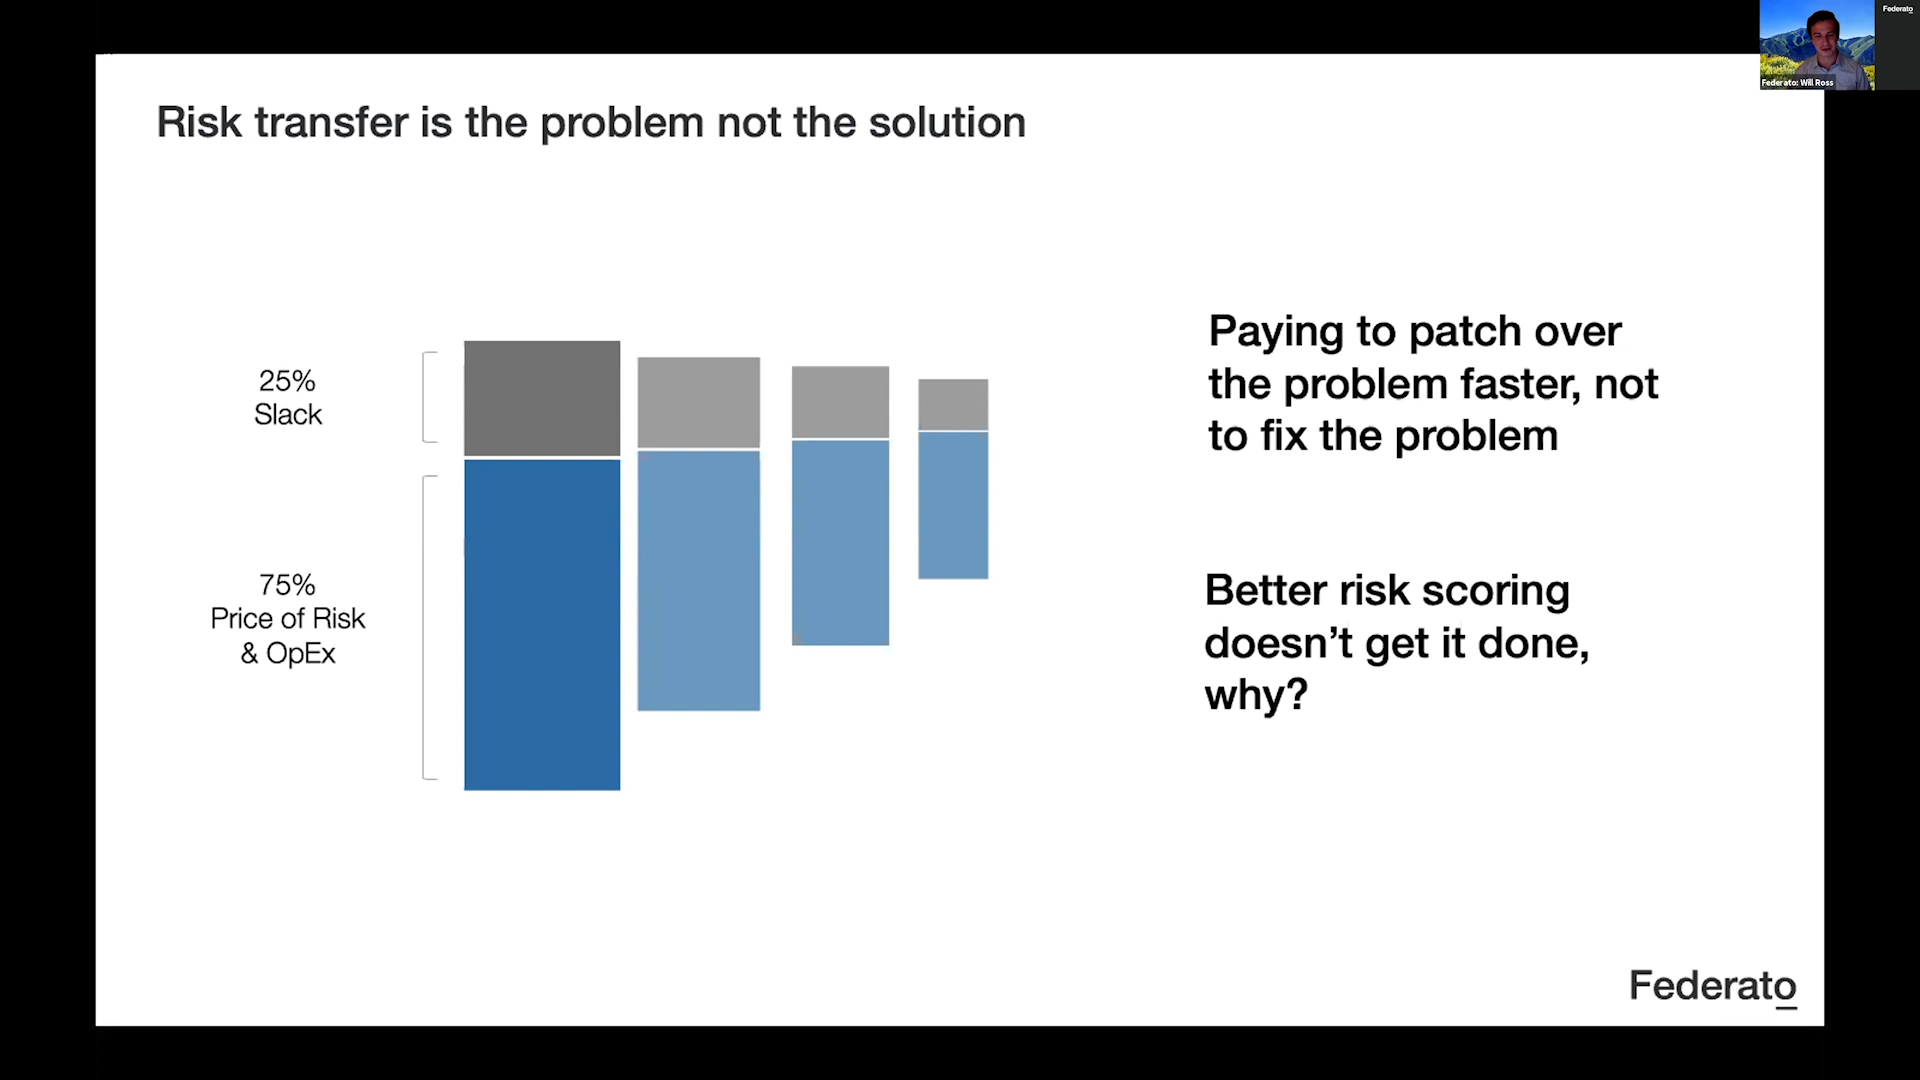 Federato
Federato: Will Ross
Risk transfer is the problem not the solution
25%
Slack
75%
Price of Risk
& OpEx
Paying to patch over
the problem faster, not
to fix the problem
Better risk scoring
doesn’t get it done,
why?
Federato